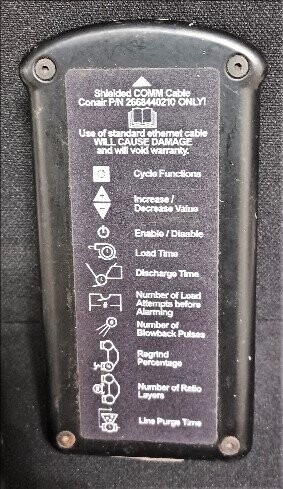 Shielded COMM Cable
Conair P/N 2668440210 ONLY!
Use of standard ethernet cable
WILL CAUSE DAMAGE
and will void warranty.
Cycle Functions
Increase /
Decrease Value
Enable / Disable
Load Time
Discharge Time
Number of Load
Attempts before
Alarming
Number of
Blowback Pulses
Regrind
Percentage
Number of Ratio
Layers
Line Purge Time